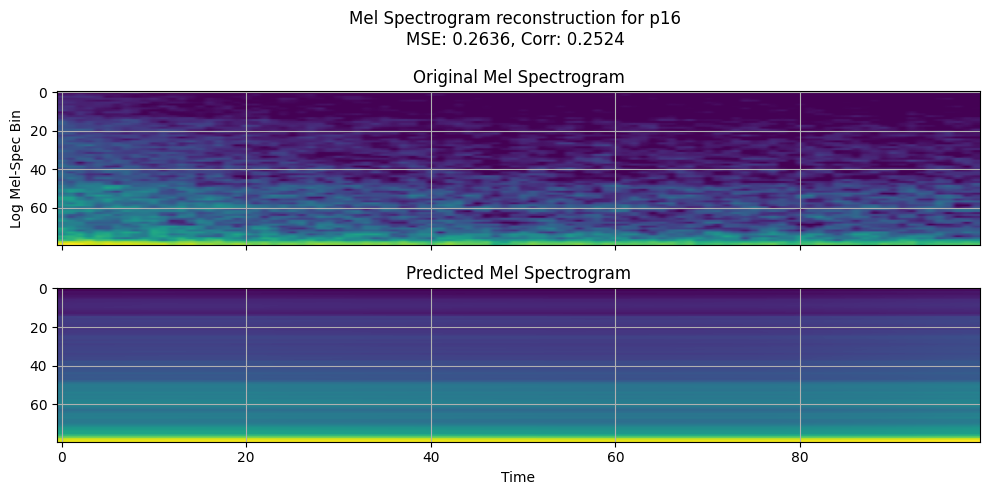 Mel Spectrogram reconstruction for p16
MSE: 0.2636, Corr: 0.2524
Original Mel Spectrogram
0
20
40
60
Log Mel-Spec Bin
Predicted Mel Spectrogram
0
20
40
60
0 20 40 60 80
Time